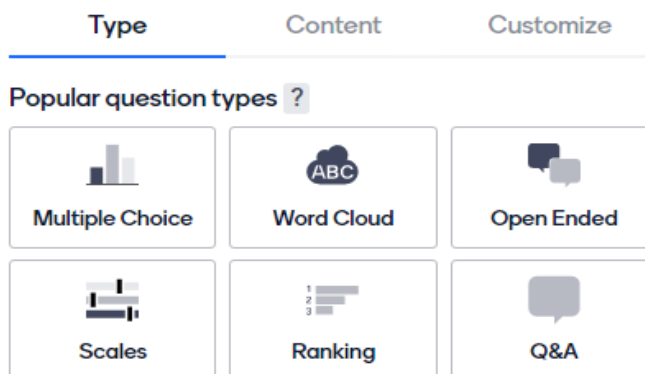 Type Content Customize
Popular question types ?
ABC
Multiple Choice Word Cloud Open Ended
1
2
3
Scales Ranking Q&A